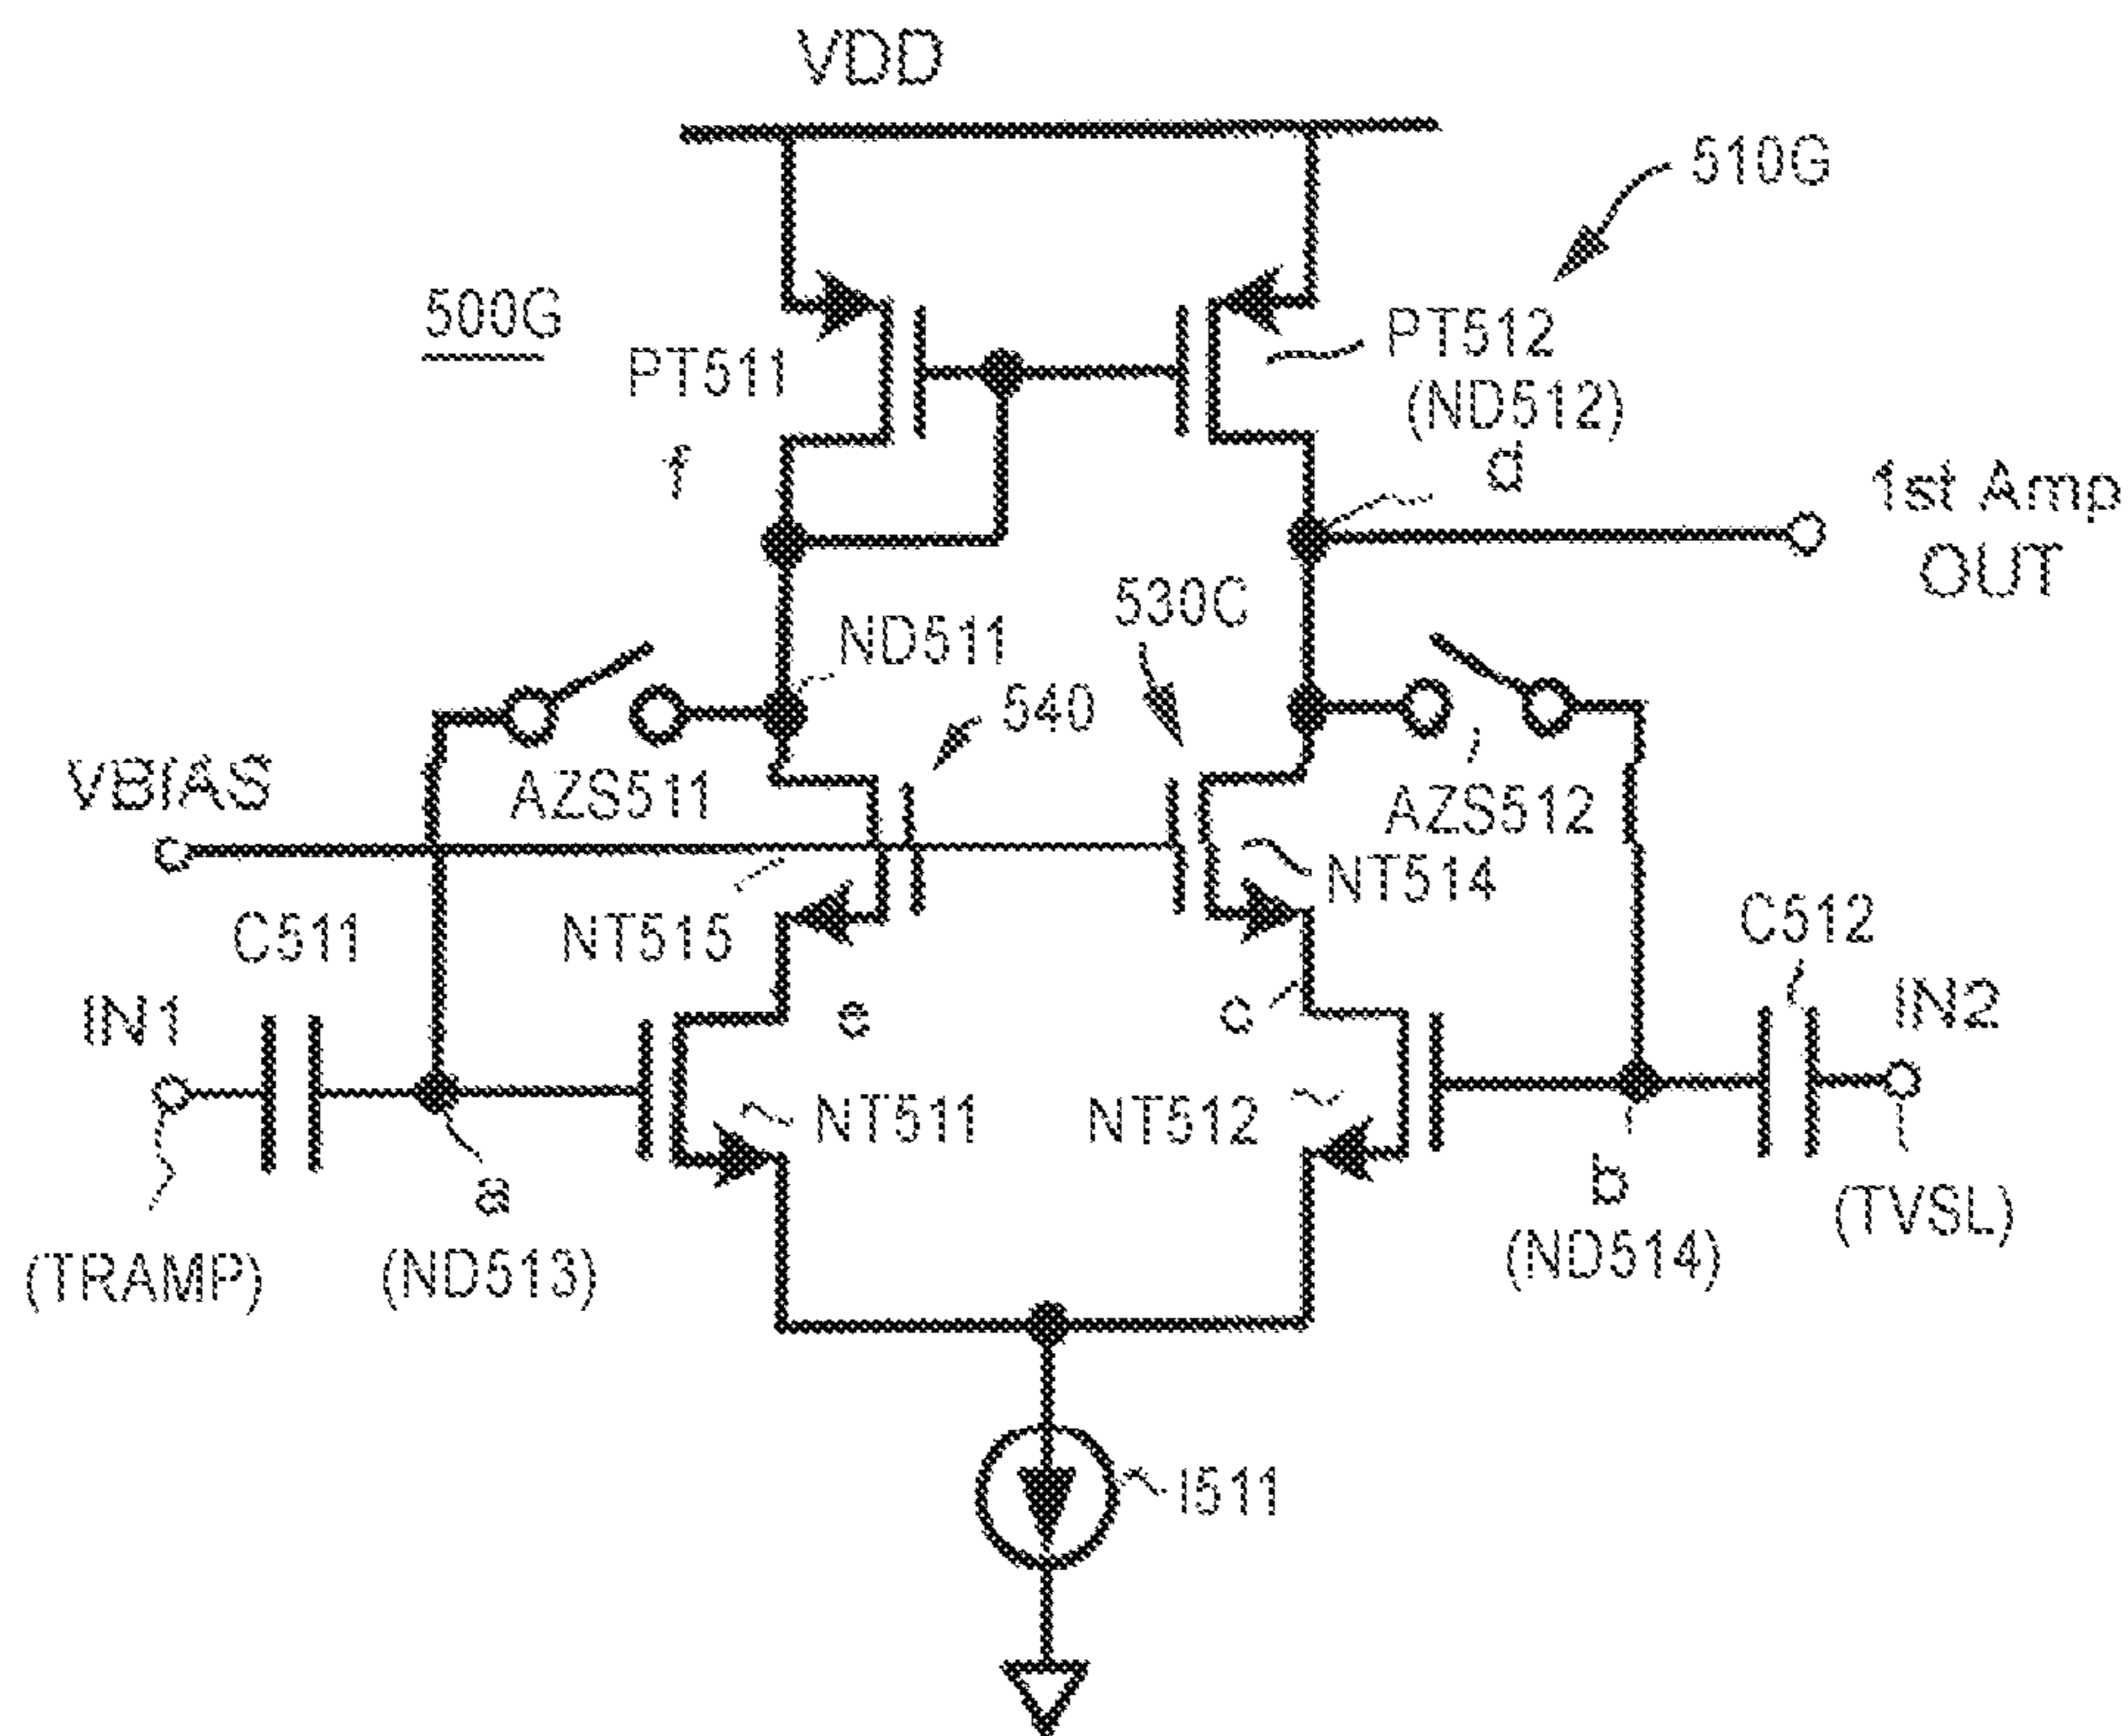 VDD
510G
500G
PT511
PT512
(ND512)
f
d
1st Amp
OUT
530C
ND511
540
VBIAS
AZS511
AZS512
NT514
C511
NT515
C512
IN1
e
c
IN2
NT511
NT512
a
b
(TRAMP)
(ND513)
(ND514)
(TVSL)
I511